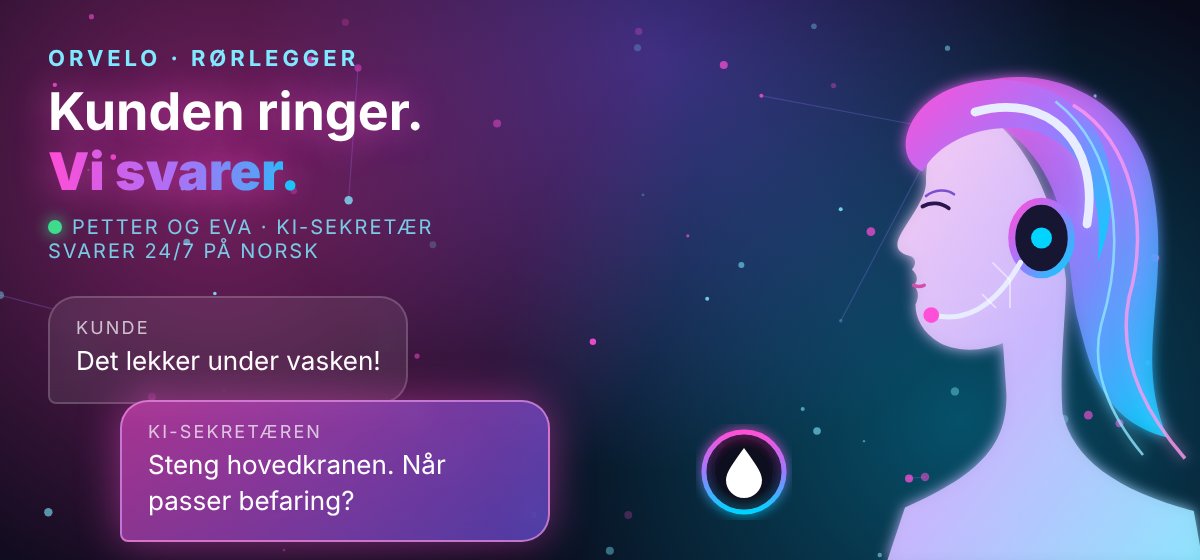 ORVELO · RØRLEGGER
Kunden ringer.
Vi svarer.
PETTER OG EVA · KI-SEKRETÆR
SVARER 24/7 PÅ NORSK
KUNDE
Det lekker under vasken!
KI-SEKRETÆREN
Steng hovedkranen. Når
passer befaring?